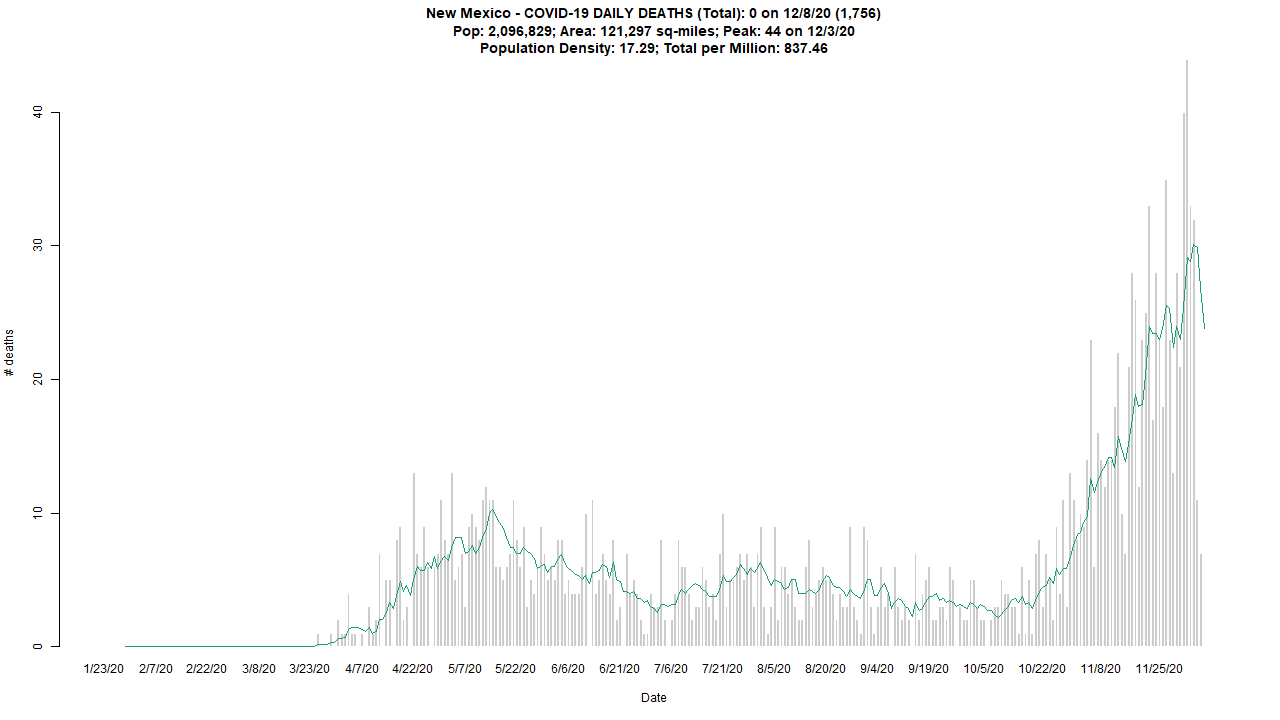 New Mexico - COVID-19 DAILY DEATHS (Total): 0 on 12/8/20 (1,756)
Pop: 2,096,829; Area: 121,297 sq-miles; Peak: 44 on 12/3/20
Population Density: 17.29; Total per Million: 837.46
40
30
20
10
0
# deaths
1/23/20 2/7/20 2/22/20 3/8/20 3/23/20 4/7/20 4/22/20 5/7/20 5/22/20 6/6/20 6/21/20 7/6/20 7/21/20 8/5/20 8/20/20 9/4/20 9/19/20 10/5/20 10/22/20 11/8/20 11/25/20
Date